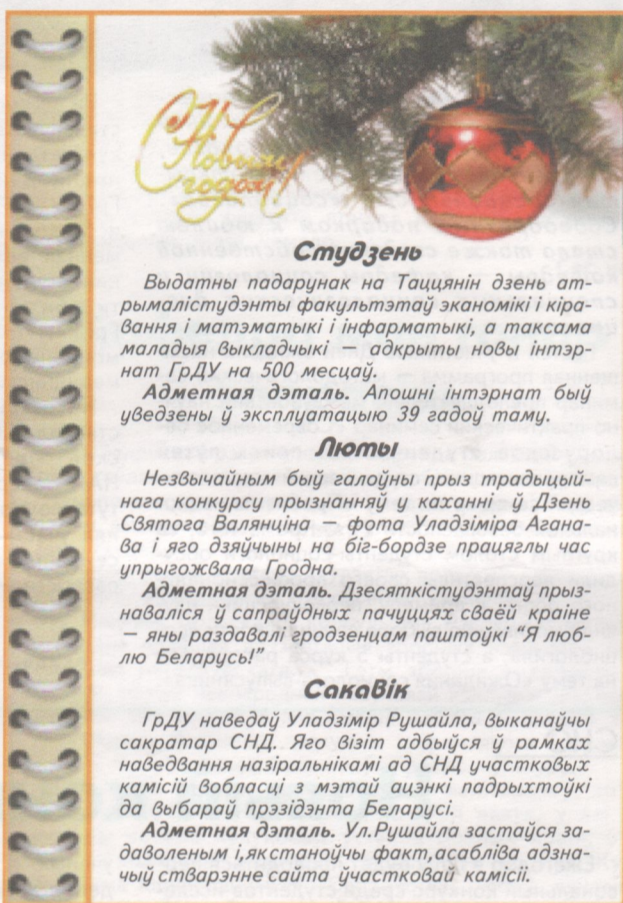 С Новым
годом!
Студзень
Выдатны падарунак на Таццянін дзень ат-
рымалістудэнты факультэтаў эканомікі і кіра-
вання і матэматыкі і інфарматыкі, а таксама
маладыя выкладчыкі — адкрыты новы інтэр-
нат ГрДУ на 500 месцаў.
Адметная дэталь. Апошні інтэрнат быў
уведзены ў эксплуатацыю 39 гадоў таму.
Люты
Незвычайным быў галоўны прыз традыцый-
нага конкурсу прызнанняў у каханні ў Дзень
Святога Валянціна — фота Уладзіміра Агана-
ва і яго дзяўчыны на біг-бордзе працяглы час
упрыгожвала Гродна.
Адметная дэталь. Дзесяткістудэнтаў прыз-
наваліся ў сапраўдных пачуццях сваёй краіне
— яны раздавалі гродзенцам паштоўкі "Я люб-
лю Беларусь!"
Сакавік
ГрДУ наведаў Уладзімір Рушайла, выканаўчы
сакратар СНД. Яго візіт адбыўся ў рамках
наведвання назіральнікамі ад СНД участковых
камісій вобласці з мэтай ацэнкі падрыхтоўкі
да выбараў прэзідэнта Беларусі.
Адметная дэталь. Ул.Рушайла застаўся за-
даволеным і,якстаноўчы факт,асабліва адзна-
чыў стварэнне сайта ўчастковай камісіі.